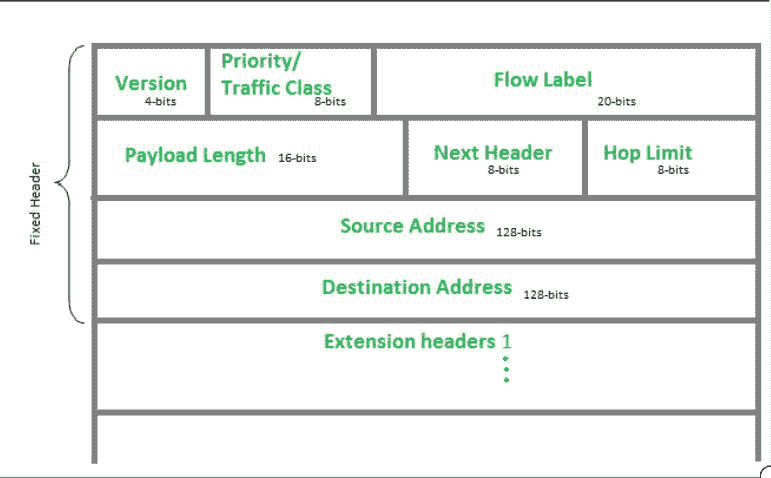 Fixed Header
Version
4-bits
Priority/
Traffic Class
8-bits
Flow Label
20-bits
Payload Length 16-bits
Next Header
8-bits
Hop Limit
8-bits
Source Address 128-bits
Destination Address 128-bits
Extension headers 1